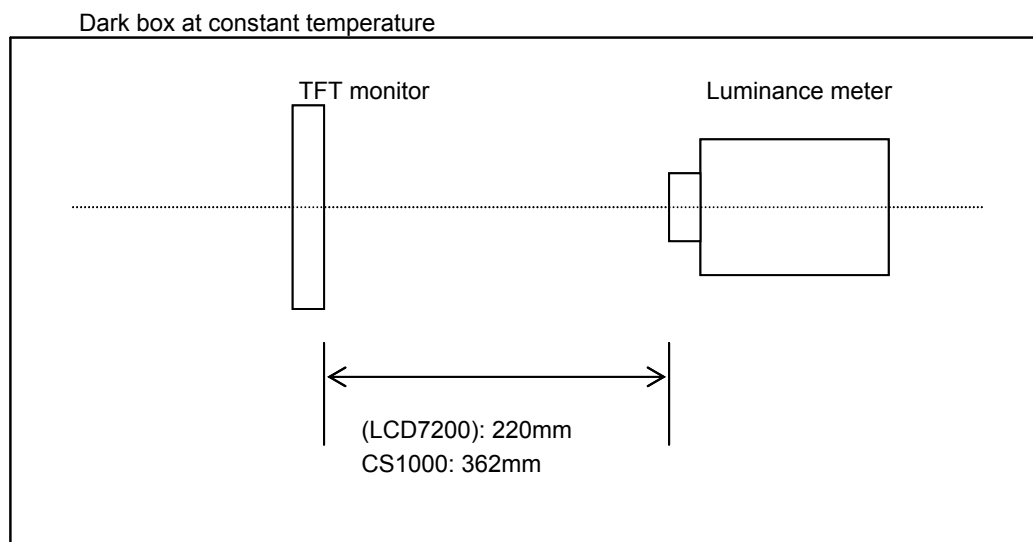 Dark box at constant temperature
TFT monitor
Luminance meter
(LCD7200): 220mm
CS1000: 362mm